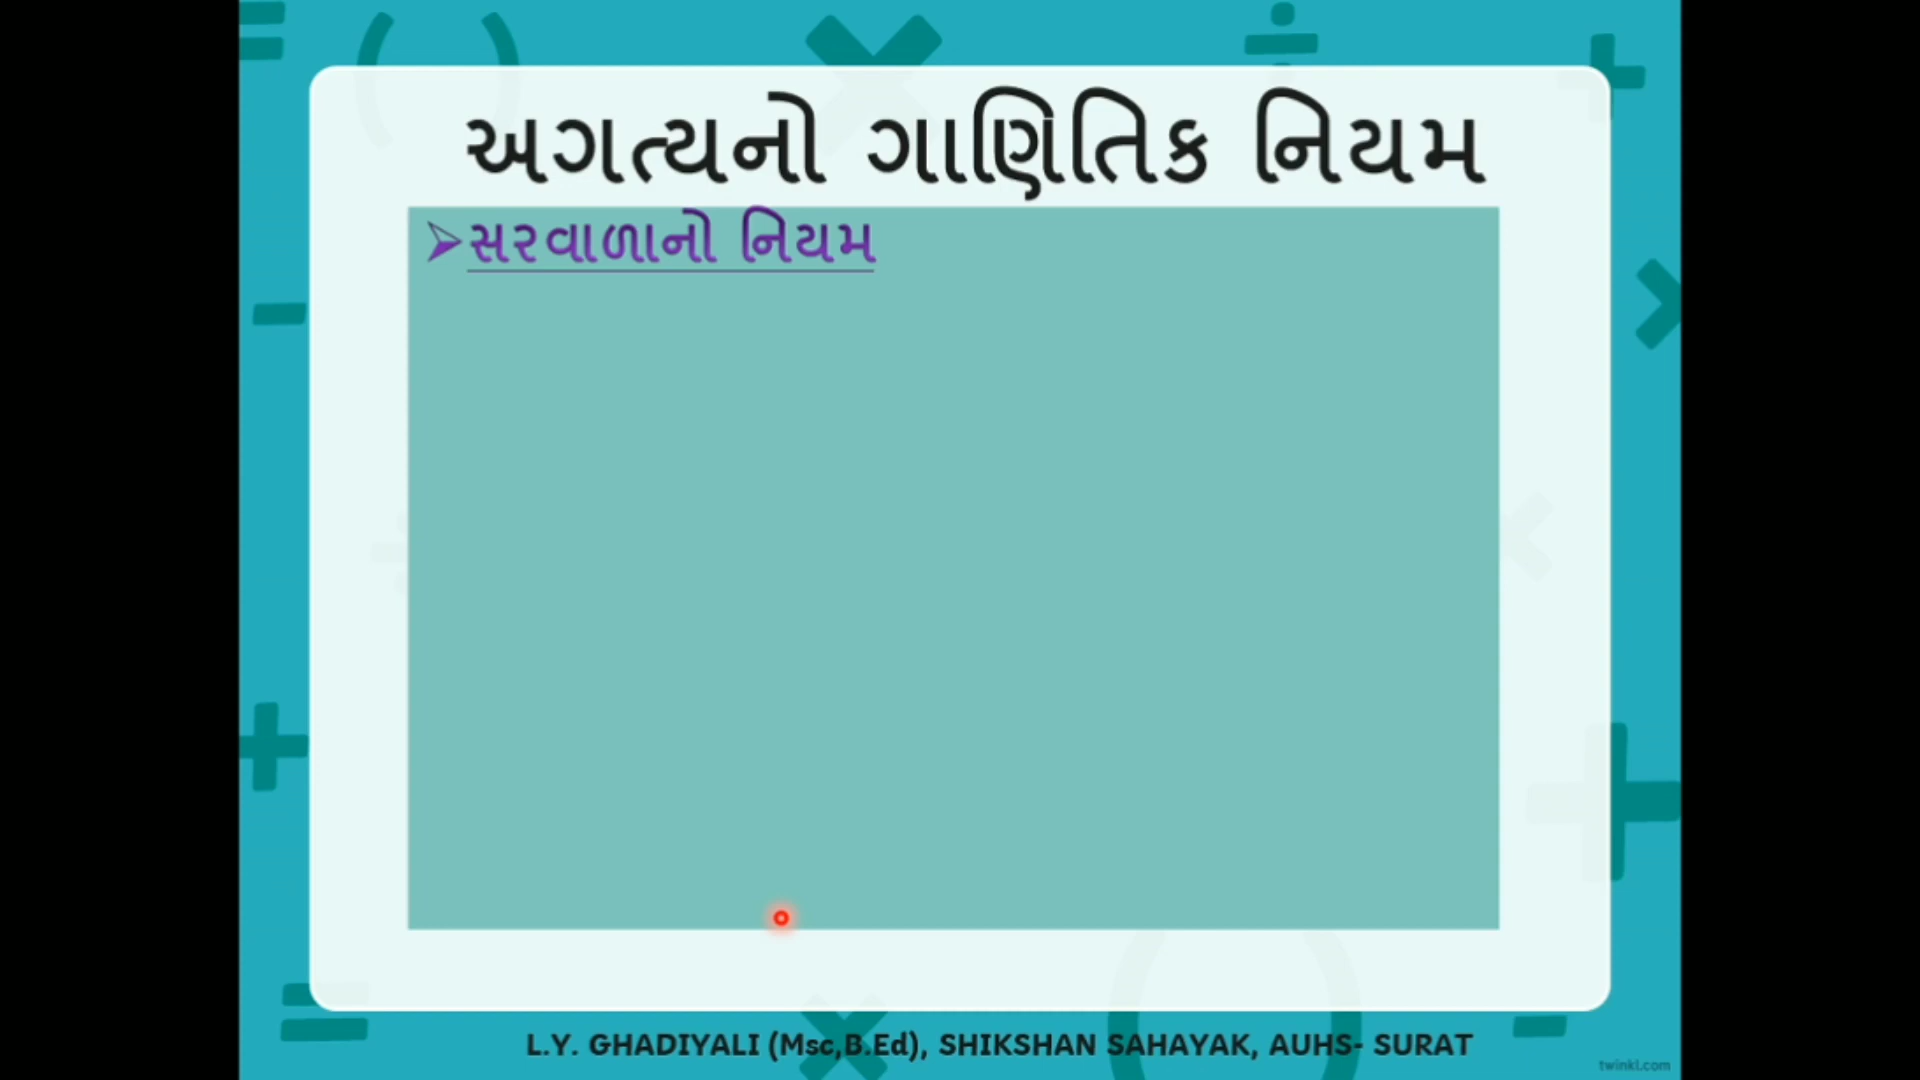 અગત્યનો ગાણિતિક નિયમ
➢સરવાળાનો નિયમ
L.Y. GHADIYALI (Msc,B.Ed), SHIKSHAN SAHAYAK, AUHS- SURAT
twinkl.com